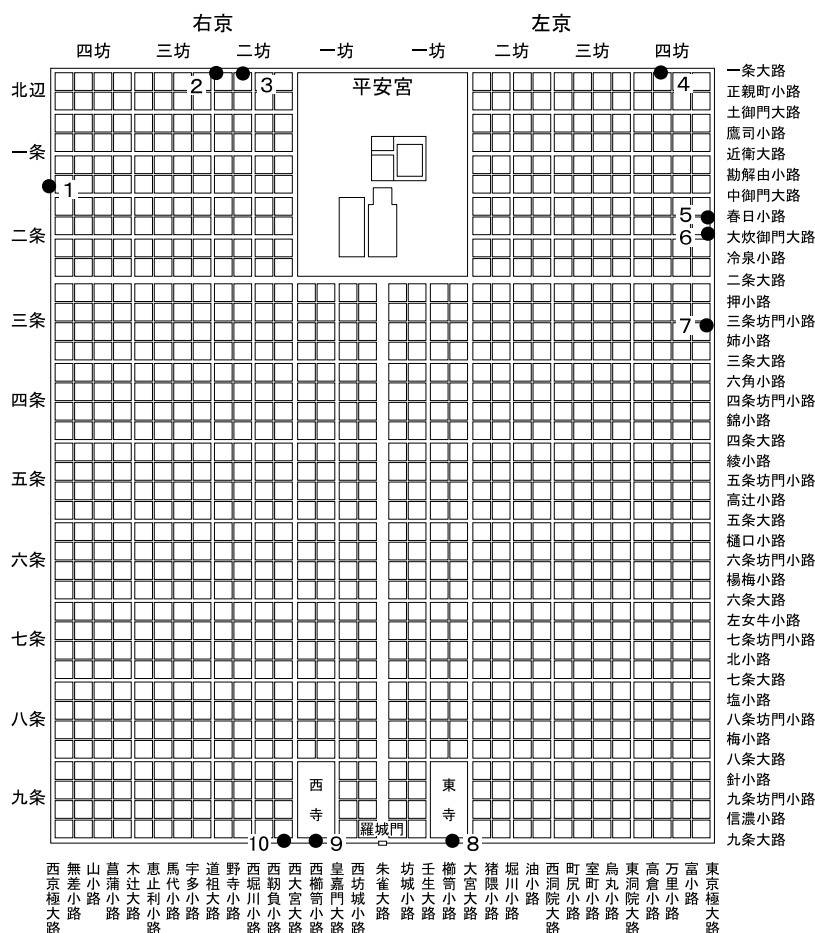 右京
左京
四坊
三坊
二坊
一坊
一坊
二坊
三坊
四坊
北辺
一条
二条
三条
四条
五条
六条
七条
八条
九条
平安宮
西寺
東寺
羅城門
1
2
3
4
5
6
7
8
9
10
一条大路
正親町小路
土御門大路
鷹司小路
近衛大路
勘解由小路
中御門大路
春日小路
大炊御門大路
冷泉小路
二条大路
押小路
三条坊門小路
姉小路
三条大路
六角小路
四条坊門小路
錦小路
四条大路
綾小路
五条坊門小路
高辻小路
五条大路
樋口小路
六条坊門小路
楊梅小路
六条大路
左女牛小路
七条坊門小路
北小路
七条大路
塩小路
八条坊門小路
梅小路
八条大路
針小路
九条坊門小路
信濃小路
九条大路
西京極大路
無差小路
山小路
菖蒲小路
木辻大路
恵止利小路
馬代小路
宇多小路
道祖大路
野寺小路
西堀川小路
西靭負小路
西大宮大路
西櫛笥小路
皇嘉門大路
西坊城小路
朱雀大路
坊城小路
壬生大路
櫛笥小路
大宮大路
猪隈小路
堀川小路
油小路
西洞院大路
町尻小路
室町小路
烏丸小路
東洞院大路
高倉小路
万里小路
富小路
東京極大路